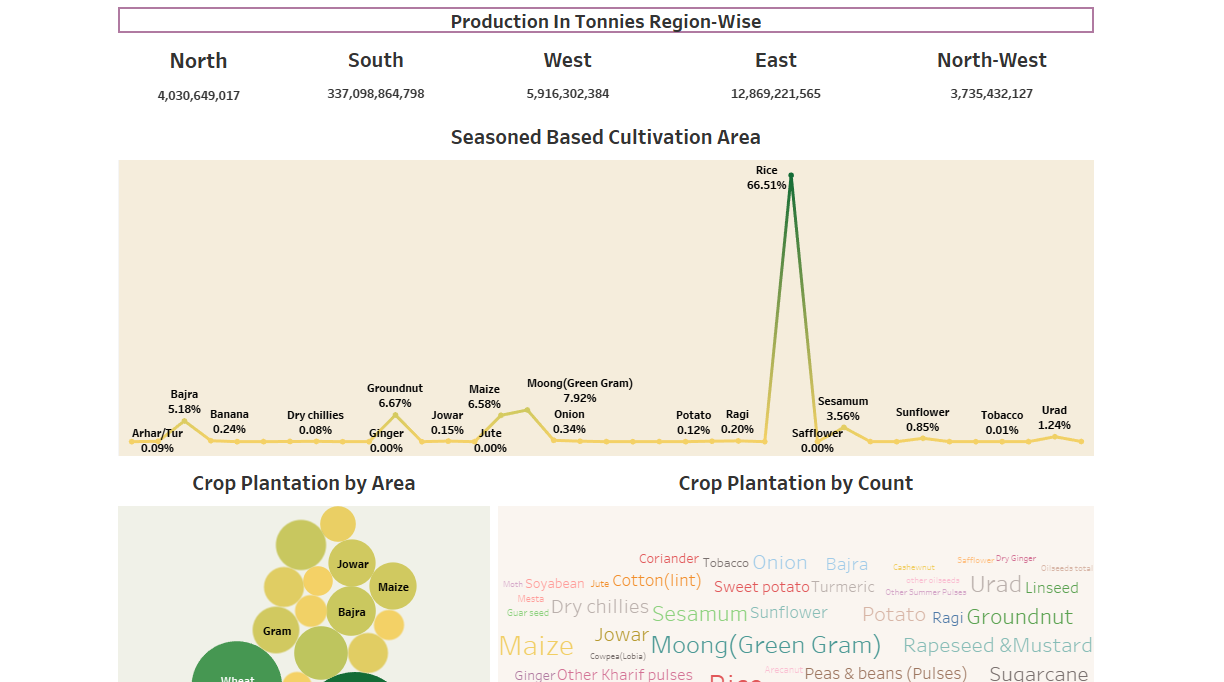 Production In Tonnies Region-Wise
North South West East North-West
4,030,649,017 337,098,864,798 5,916,302,384 12,869,221,565 3,735,432,127
Seasoned Based Cultivation Area
Rice
66.51%
Bajra
5.18%
Banana
0.24%
Arhar/Tur
0.09%
Dry chillies
0.08%
Groundnut
6.67%
Ginger
0.00%
Jowar
0.15%
Maize
6.58%
Jute
0.00%
Moong(Green Gram)
7.92%
Onion
0.34%
Potato
0.12%
Ragi
0.20%
Safflower
0.00%
Sesamum
3.56%
Sunflower
0.85%
Tobacco
0.01%
Urad
1.24%
Crop Plantation by Area
Jowar
Maize
Bajra
Gram
Wheat
Crop Plantation by Count
Coriander Tobacco Onion Bajra Cashewnut Safflower Dry Ginger
Oilseeds total
Moth Soyabean Jute Cotton(lint) Sweet potato Turmeric other oilseeds Urad Linseed
Mesta Other Summer Pulses
Guar seed Dry chillies Sesamum Sunflower Potato Ragi Groundnut
Maize Jowar Moong(Green Gram) Rapeseed &Mustard
Cowpea(Lobia)
Ginger Other Kharif pulses Rice Arecanut Peas & beans (Pulses) Sugarcane